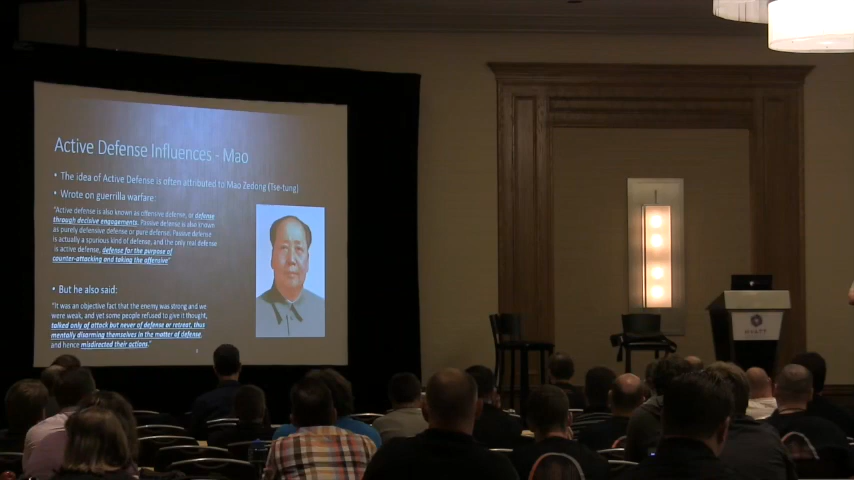 Active Defense Influences - Mao
• The idea of Active Defense is often attributed to Mao Zedong (Tse-tung)
• Wrote on guerrilla warfare:
"Active defense is also known as offensive defense, or defense
through decisive engagements. Passive defense is also known
as purely defensive defense or pure defense. Passive defense
is actually a spurious kind of defense, and the only real defense
is active defense, defense for the purpose of
counter-attacking and taking the offensive"
• But he also said:
"It was an objective fact that the enemy was strong and we
were weak, and yet some people refused to give it thought,
talked only of attack but never of defense or retreat, thus
mentally disarming themselves in the matter of defense
and hence misdirected their actions."
HYATT